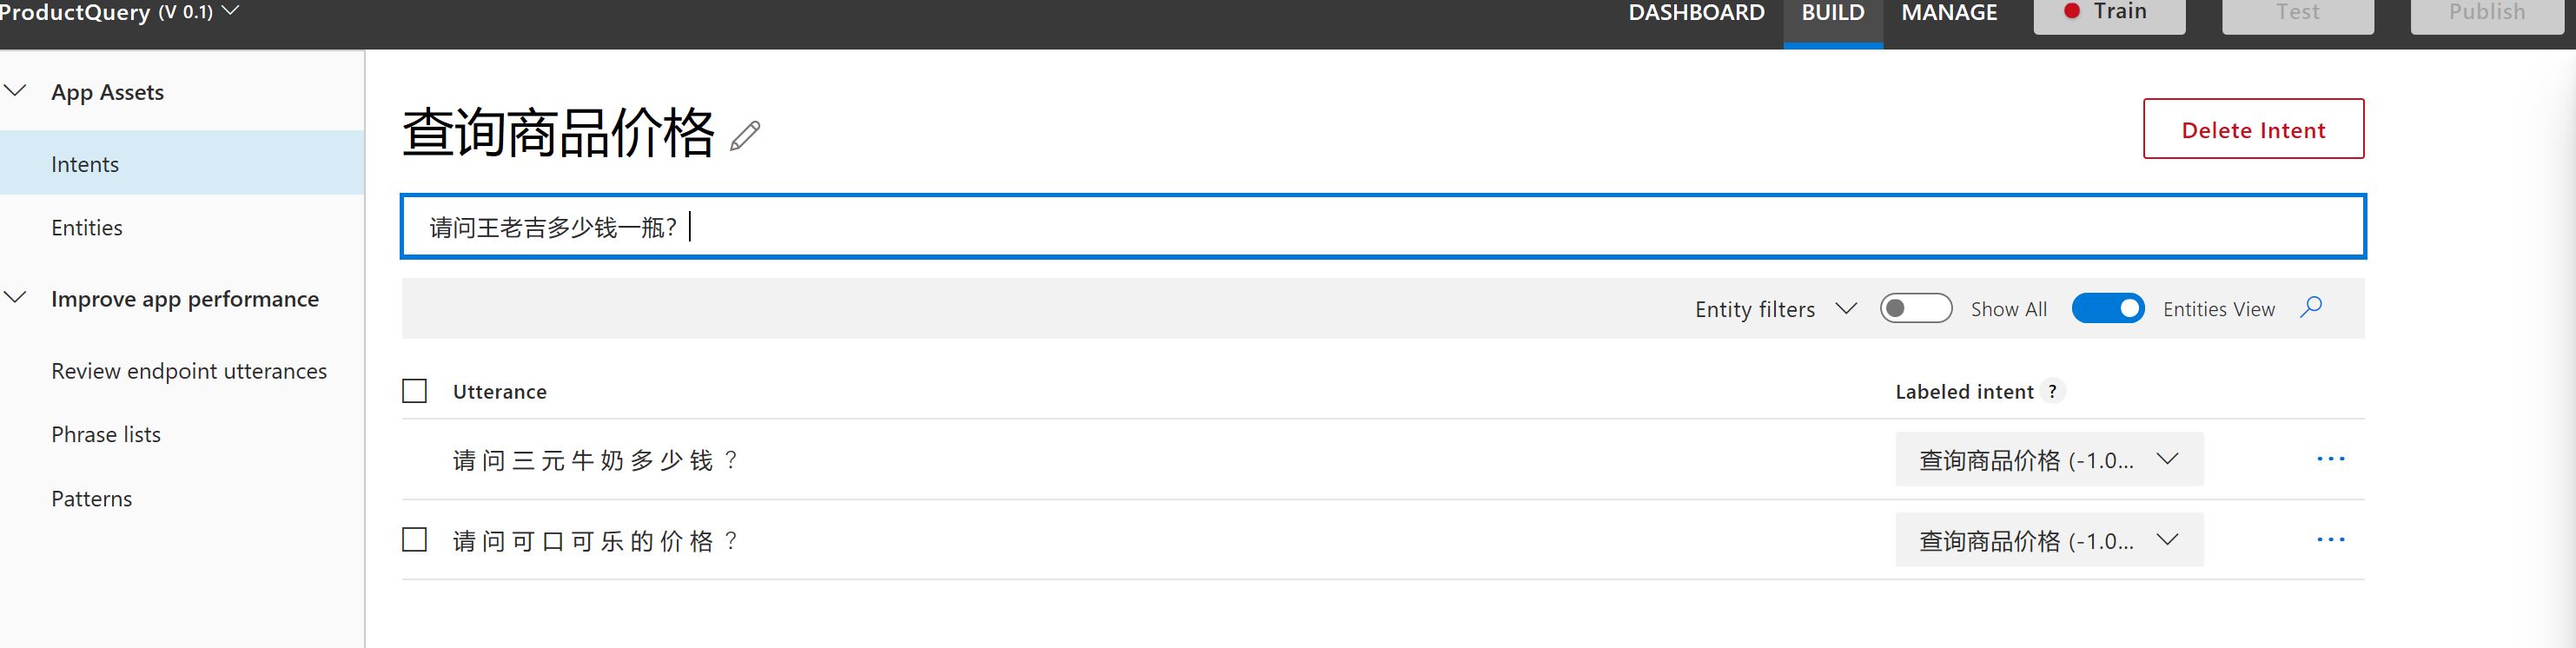 ProductQuery (V 0.1)
DASHBOARD BUILD MANAGE Train Test Publish
App Assets
Intents
Entities
Improve app performance
Review endpoint utterances
Phrase lists
Patterns
查询商品价格
Delete Intent
请问王老吉多少钱一瓶？
Entity filters Show All Entities View
Utterance Labeled intent ?
请 问 三 元 牛 奶 多 少 钱 ？ 查询商品价格 (-1.0... ...
请 问 可 口 可 乐 的 价 格 ？ 查询商品价格 (-1.0... ...